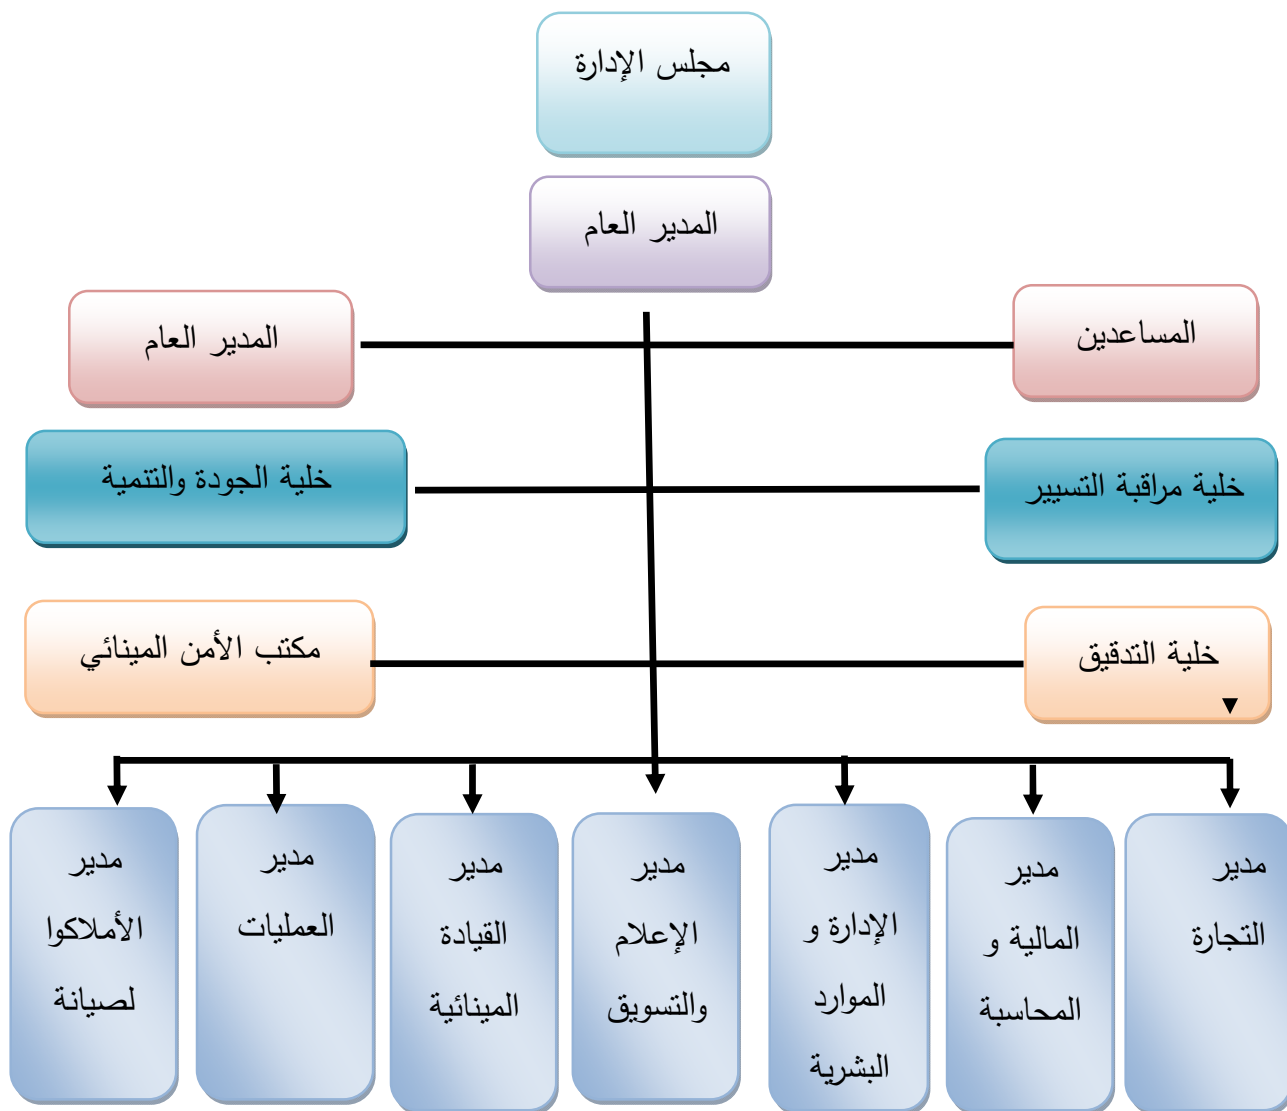 مجلس الإدارة
المدير العام
المساعدين
المدير العام
خلية مراقبة التسيير
خلية الجودة والتنمية
خلية التدقيق
مكتب الأمن المينائي
مدير
التجارة
مدير
المالية و
المحاسبة
مدير
الإدارة و
الموارد
البشرية
مدير
الإعلام
والتسويق
مدير
القيادة
المينائية
مدير
العمليات
مدير
الأملاكوا
لصيانة